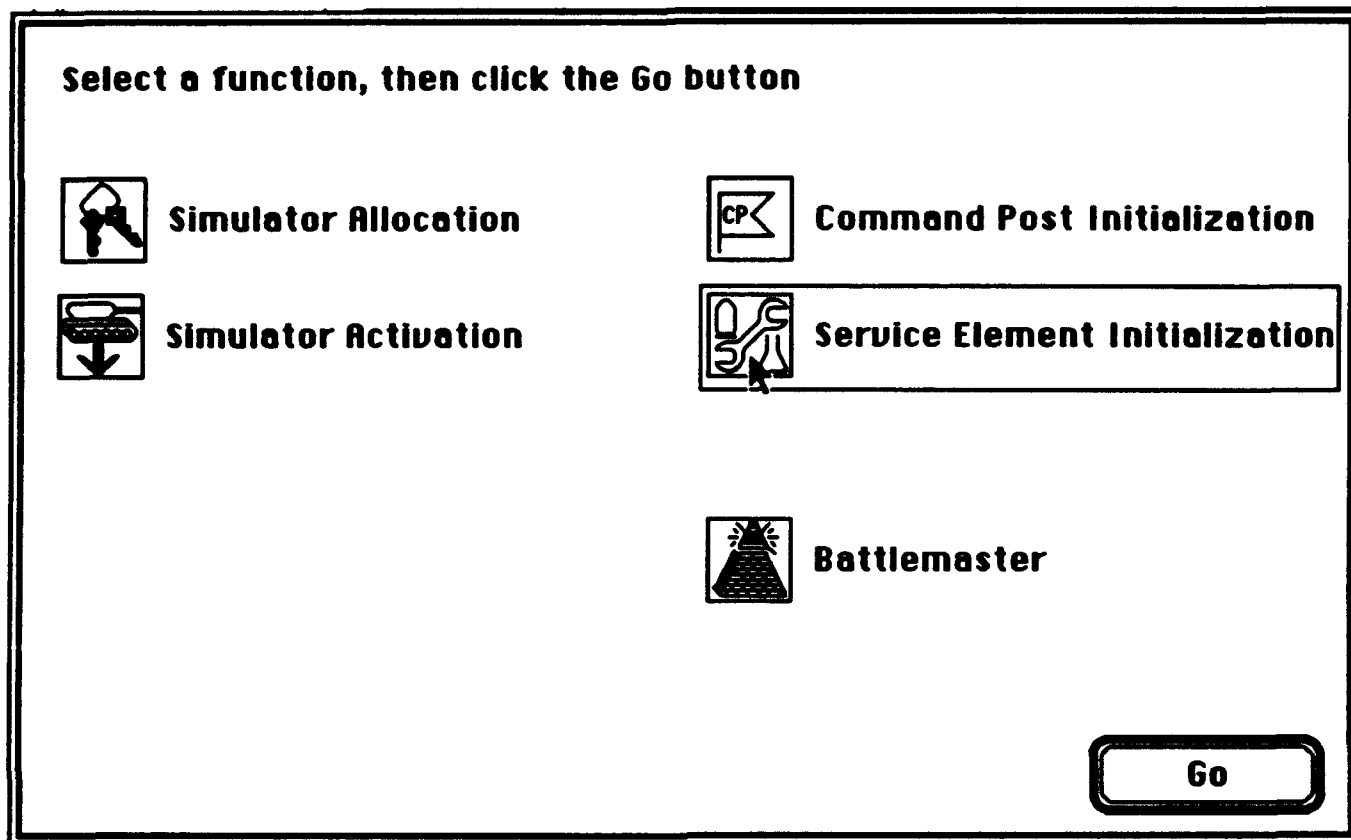 Select a function, then click the Go button
Simulator Allocation
CP
Command Post Initialization
Simulator Activation
Service Element Initialization
Battlemaster
Go